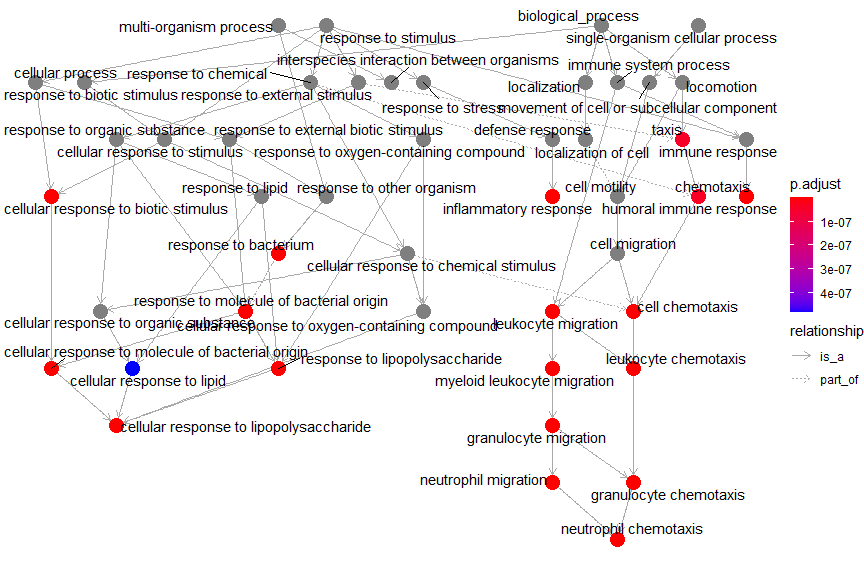 biological_process
multi-organism process
response to stimulus
single-organism cellular process
interspecies interaction between organisms
immune system process
cellular process
response to chemical
localization
locomotion
response to biotic stimulus
response to external stimulus
response to stress
movement of cell or subcellular component
response to organic substance
response to external biotic stimulus
defense response
taxis
cellular response to stimulus
response to oxygen-containing compound
localization of cell
immune response
response to lipid
response to other organism
cell motility
chemotaxis
cellular response to biotic stimulus
inflammatory response
humoral immune response
response to bacterium
cell migration
cellular response to chemical stimulus
response to molecule of bacterial origin
cell chemotaxis
cellular response to organic substance
cellular response to oxygen-containing compound
leukocyte migration
cellular response to molecule of bacterial origin
response to lipopolysaccharide
leukocyte chemotaxis
cellular response to lipid
myeloid leukocyte migration
cellular response to lipopolysaccharide
granulocyte migration
neutrophil migration
granulocyte chemotaxis
neutrophil chemotaxis
p.adjust
1e-07
2e-07
3e-07
4e-07
relationship
is_a
part_of